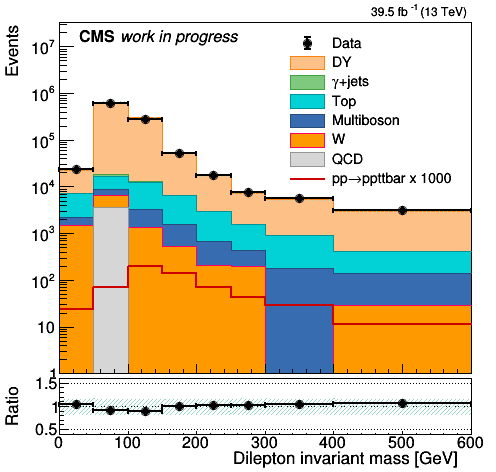 39.5 fb⁻¹ (13 TeV)
CMS work in progress
Events
10⁷
10⁶
10⁵
10⁴
10³
10²
10
1
Data
DY
γ+jets
Top
Multiboson
W
QCD
pp→ppttbar x 1000
Ratio
1.5
1
0.5
0 100 200 300 400 500 600
Dilepton invariant mass [GeV]